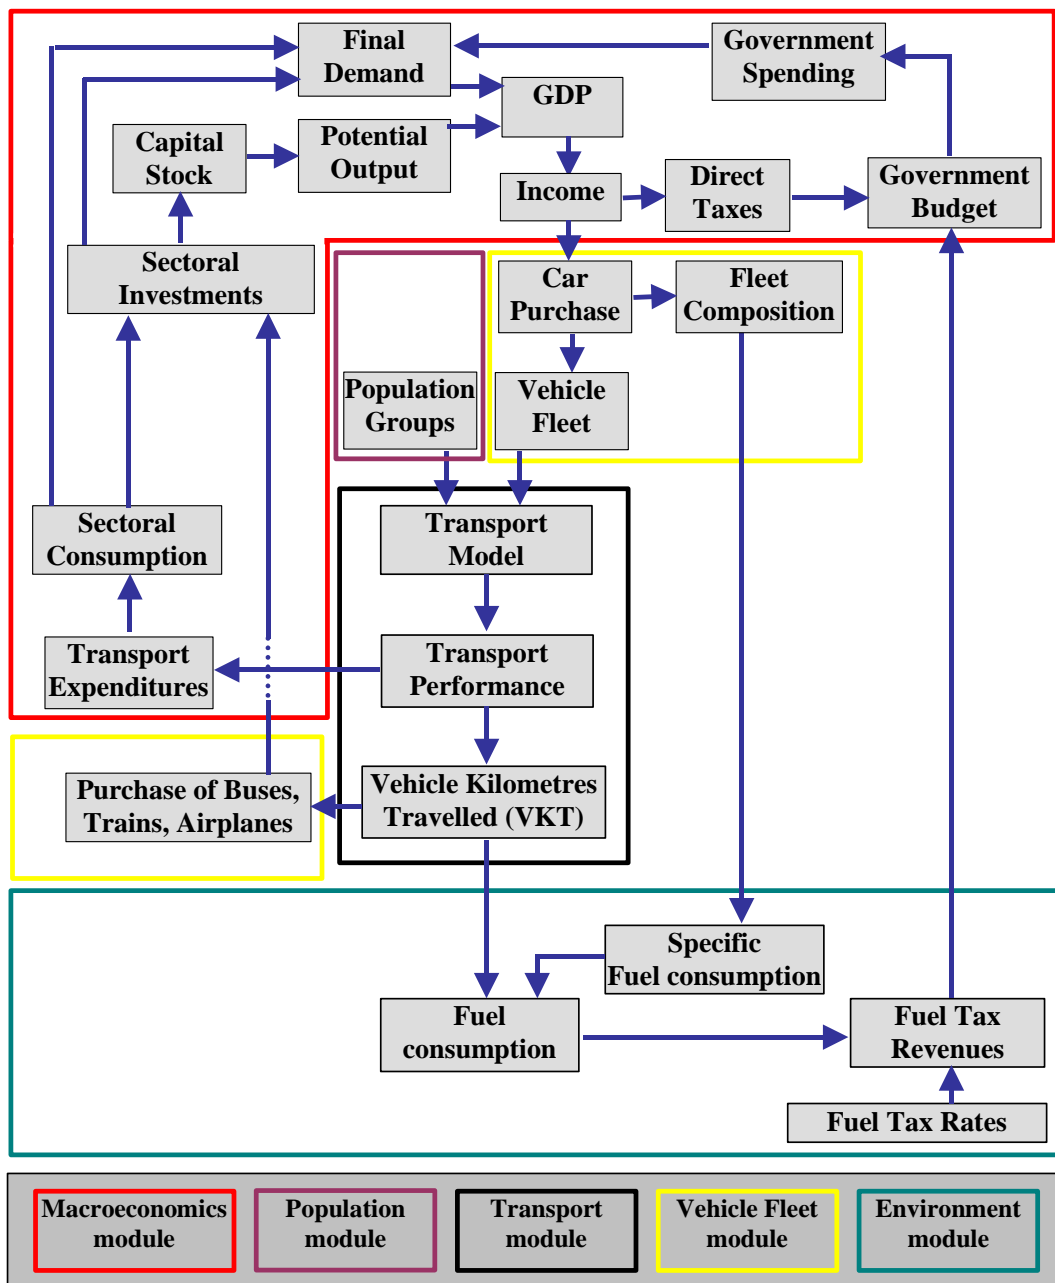 Final
Demand
Government
Spending
GDP
Capital
Stock
Potential
Output
Income
Direct
Taxes
Government
Budget
Sectoral
Investments
Car
Purchase
Fleet
Composition
Population
Groups
Vehicle
Fleet
Sectoral
Consumption
Transport
Model
Transport
Expenditures
Transport
Performance
Purchase of Buses,
Trains, Airplanes
Vehicle Kilometres
Travelled (VKT)
Specific
Fuel consumption
Fuel
consumption
Fuel Tax
Revenues
Fuel Tax Rates
Macroeconomics
module
Population
module
Transport
module
Vehicle Fleet
module
Environment
module